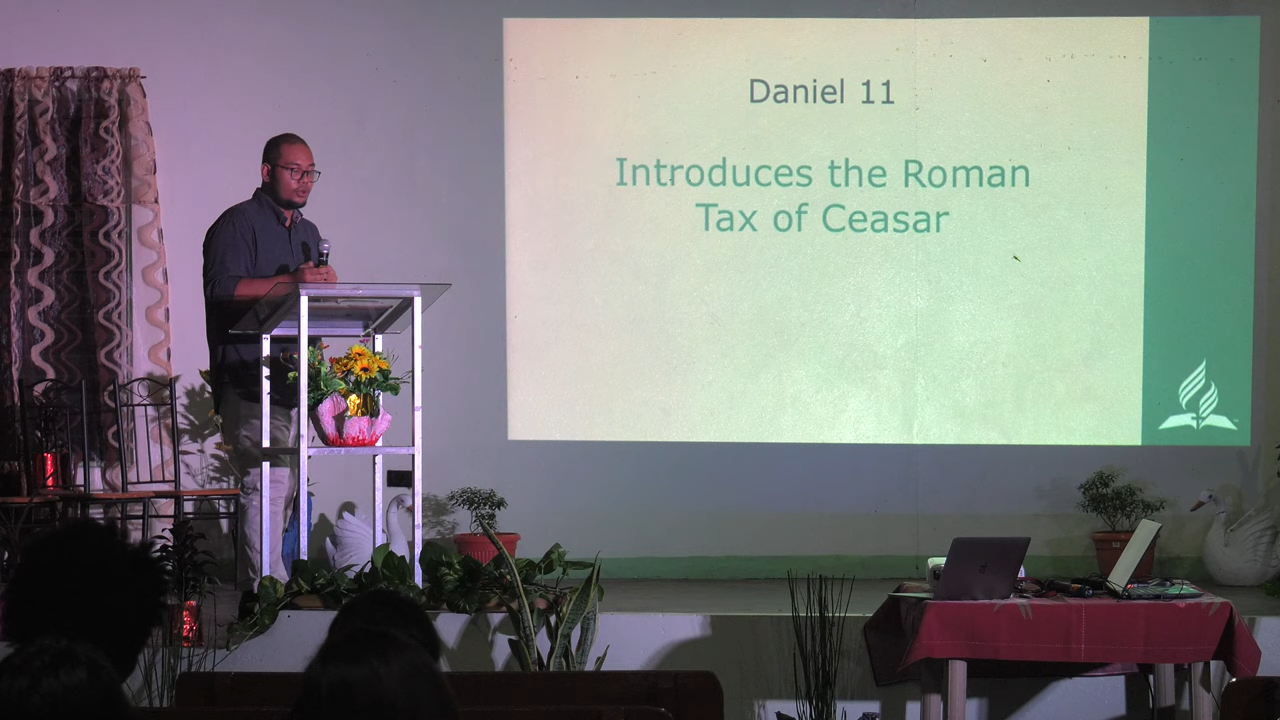 Daniel 11
Introduces the Roman
Tax of Ceasar